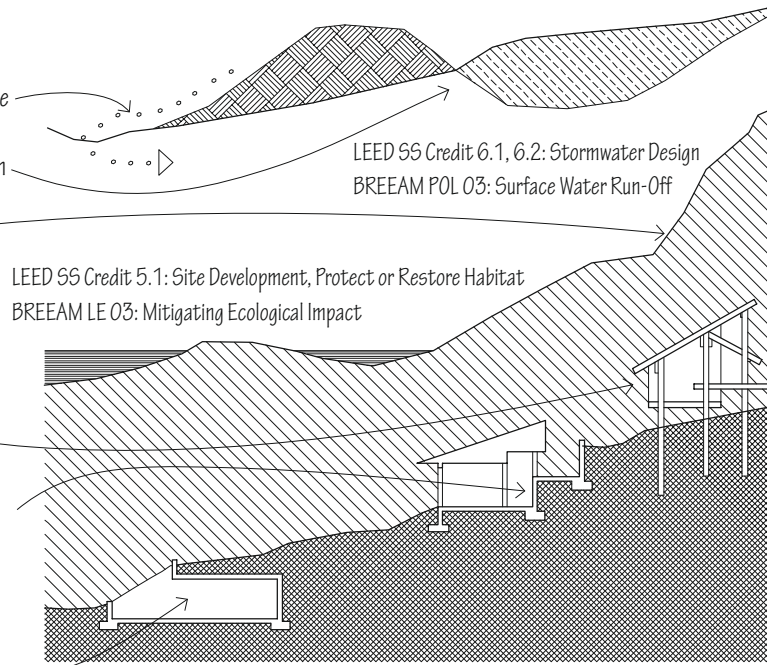 LEED SS Credit 6.1, 6.2: Stormwater Design
BREEAM POL 03: Surface Water Run-Off
LEED SS Credit 5.1: Site Development, Protect or Restore Habitat
BREEAM LE 03: Mitigating Ecological Impact